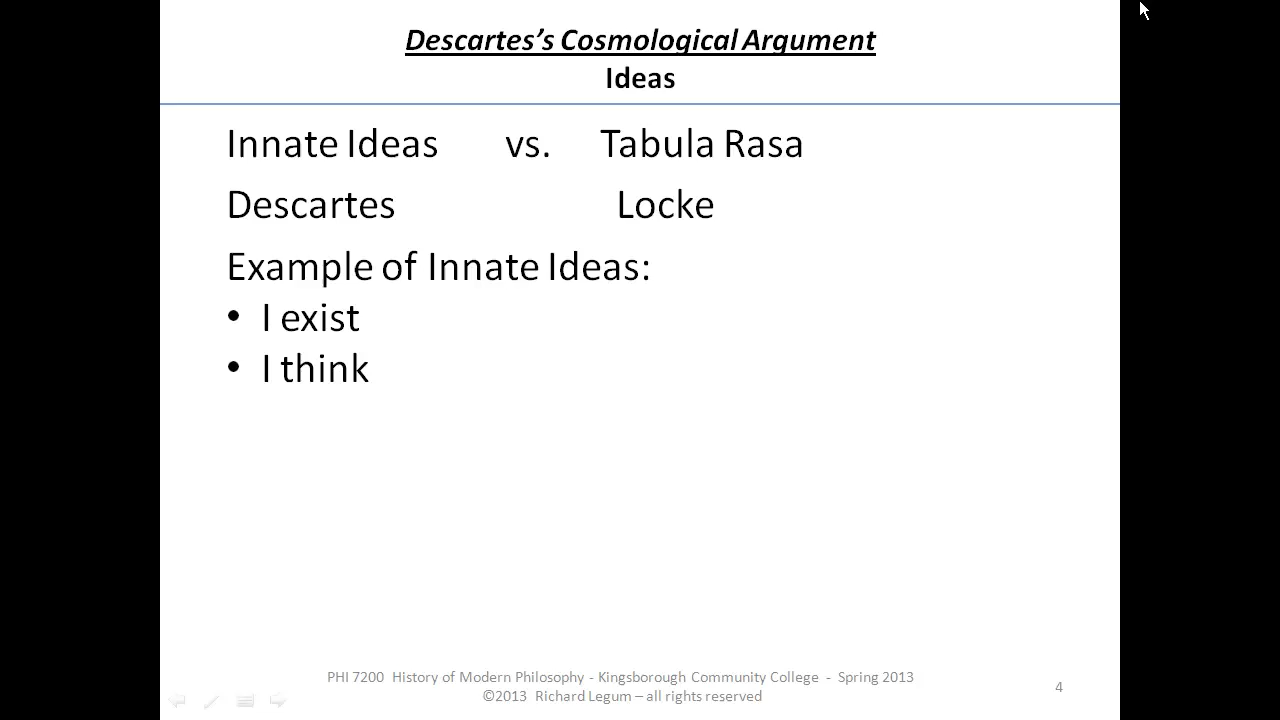 Descartes’s Cosmological Argument
Ideas
Innate Ideas vs. Tabula Rasa
Descartes Locke
Example of Innate Ideas:
• I exist
• I think
PHI 7200 History of Modern Philosophy - Kingsborough Community College - Spring 2013
©2013 Richard Legum – all rights reserved
4